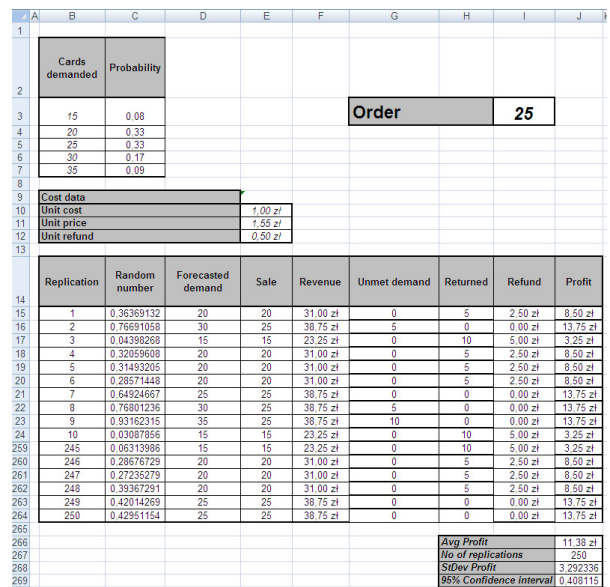 A B C D E F G H I J
1
Cards demanded Probability
2
3 15 0,08 Order 25
4 20 0,33
5 25 0,33
6 30 0,17
7 35 0,09
8
9 Cost data
10 Unit cost 1,00 zł
11 Unit price 1,55 zł
12 Unit refund 0,50 zł
13
14 Replication Random number Forecasted demand Sale Revenue Unmet demand Returned Refund Profit
15 1 0,36369132 20 20 31,00 zł 0 5 2,50 zł 8,50 zł
16 2 0,76691058 30 25 38,75 zł 5 0 0,00 zł 13,75 zł
17 3 0,04398268 15 15 23,25 zł 0 10 5,00 zł 3,25 zł
18 4 0,32059608 20 20 31,00 zł 0 5 2,50 zł 8,50 zł
19 5 0,31493205 20 20 31,00 zł 0 5 2,50 zł 8,50 zł
20 6 0,28571448 20 20 31,00 zł 0 5 2,50 zł 8,50 zł
21 7 0,64924667 25 25 38,75 zł 0 0 0,00 zł 13,75 zł
22 8 0,76801236 30 25 38,75 zł 5 0 0,00 zł 13,75 zł
23 9 0,93162315 35 25 38,75 zł 10 0 0,00 zł 13,75 zł
24 10 0,03087856 15 15 23,25 zł 0 10 5,00 zł 3,25 zł
259 245 0,06313986 15 15 23,25 zł 0 10 5,00 zł 3,25 zł
260 246 0,28676729 20 20 31,00 zł 0 5 2,50 zł 8,50 zł
261 247 0,27235279 20 20 31,00 zł 0 5 2,50 zł 8,50 zł
262 248 0,39367291 20 20 31,00 zł 0 5 2,50 zł 8,50 zł
263 249 0,42014269 25 25 38,75 zł 0 0 0,00 zł 13,75 zł
264 250 0,42951154 25 25 38,75 zł 0 0 0,00 zł 13,75 zł
265
266 Avg Profit 11,38 zł
267 No of replications 250
268 StDev Profit 3,292336
269 95% Confidence interval 0,408115